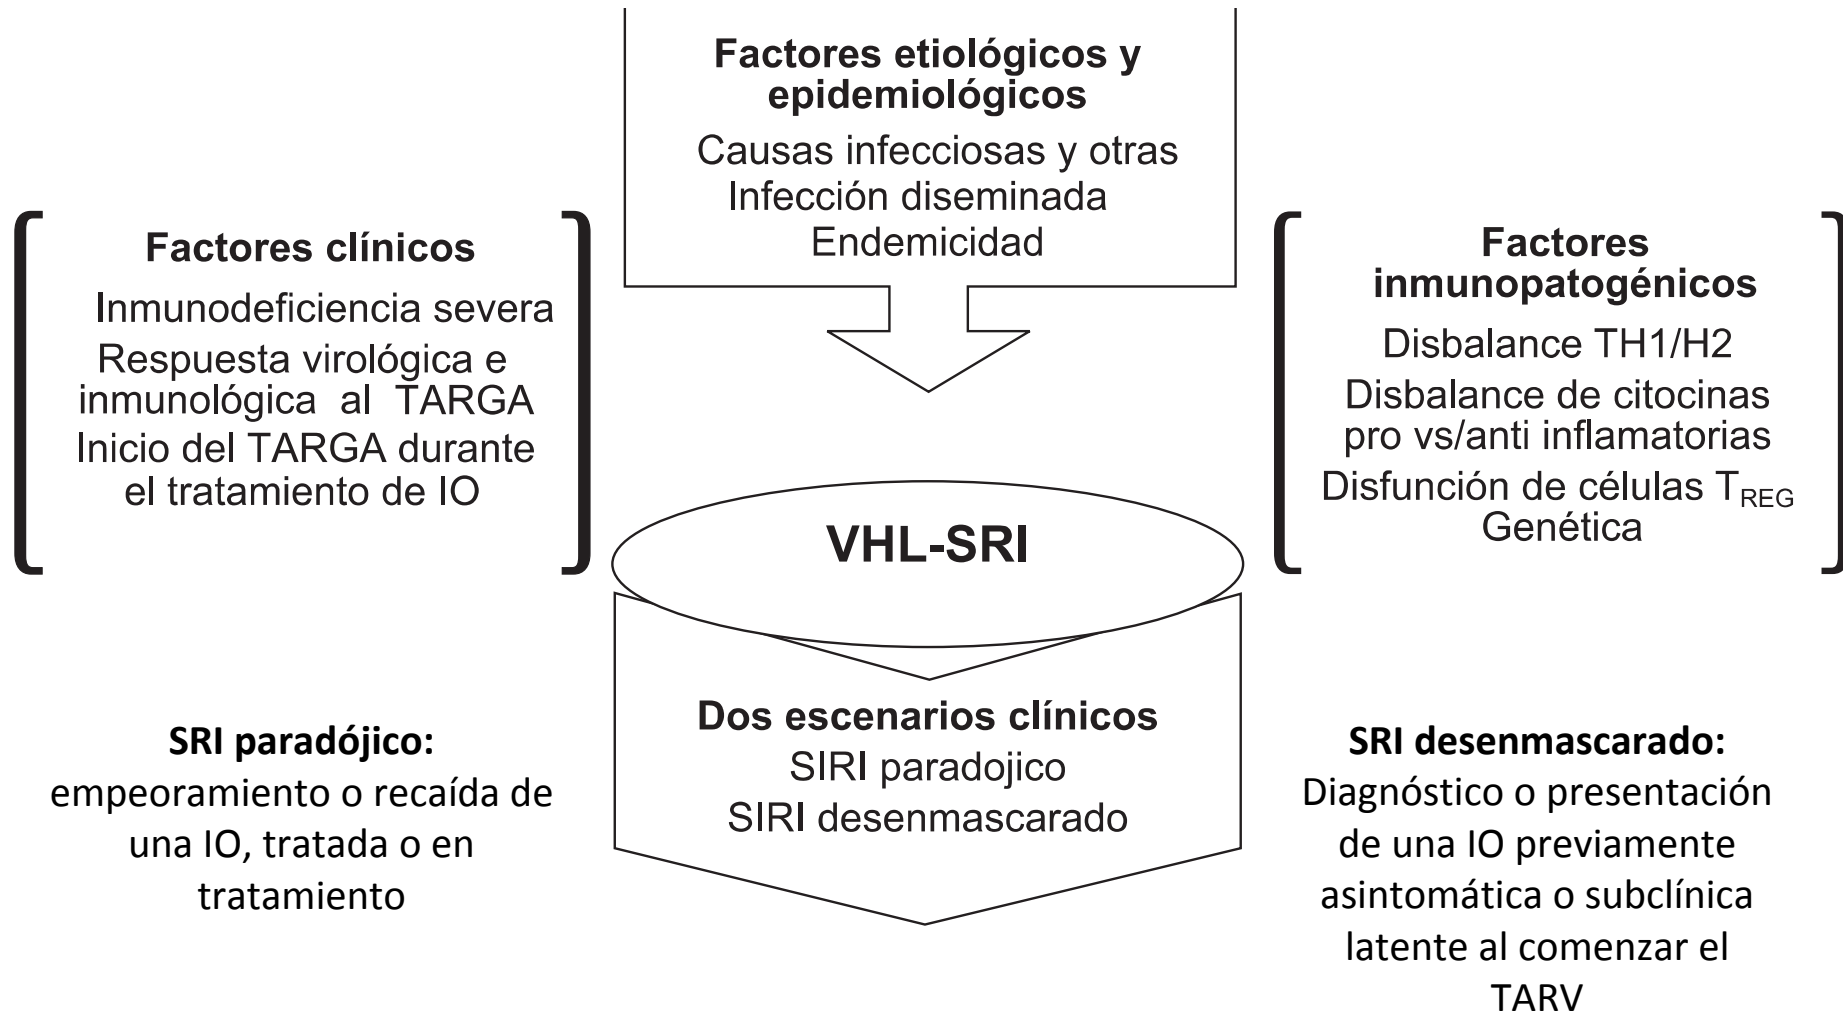 Factores etiológicos y
epidemiológicos
Causas infecciosas y otras
Infección diseminada
Endemicidad
Factores clínicos
Inmunodeficiencia severa
Respuesta virológica e
inmunológica al TARGA
Inicio del TARGA durante
el tratamiento de IO
Factores
inmunopatogénicos
Disbalance TH1/H2
Disbalance de citocinas
pro vs/anti inflamatorias
Disfunción de células T_REG
Genética
VHL-SRI
Dos escenarios clínicos
SIRI paradojico
SIRI desenmascarado
SRI paradójico:
empeoramiento o recaída de
una IO, tratada o en
tratamiento
SRI desenmascarado:
Diagnóstico o presentación
de una IO previamente
asintomática o subclínica
latente al comenzar el
TARV